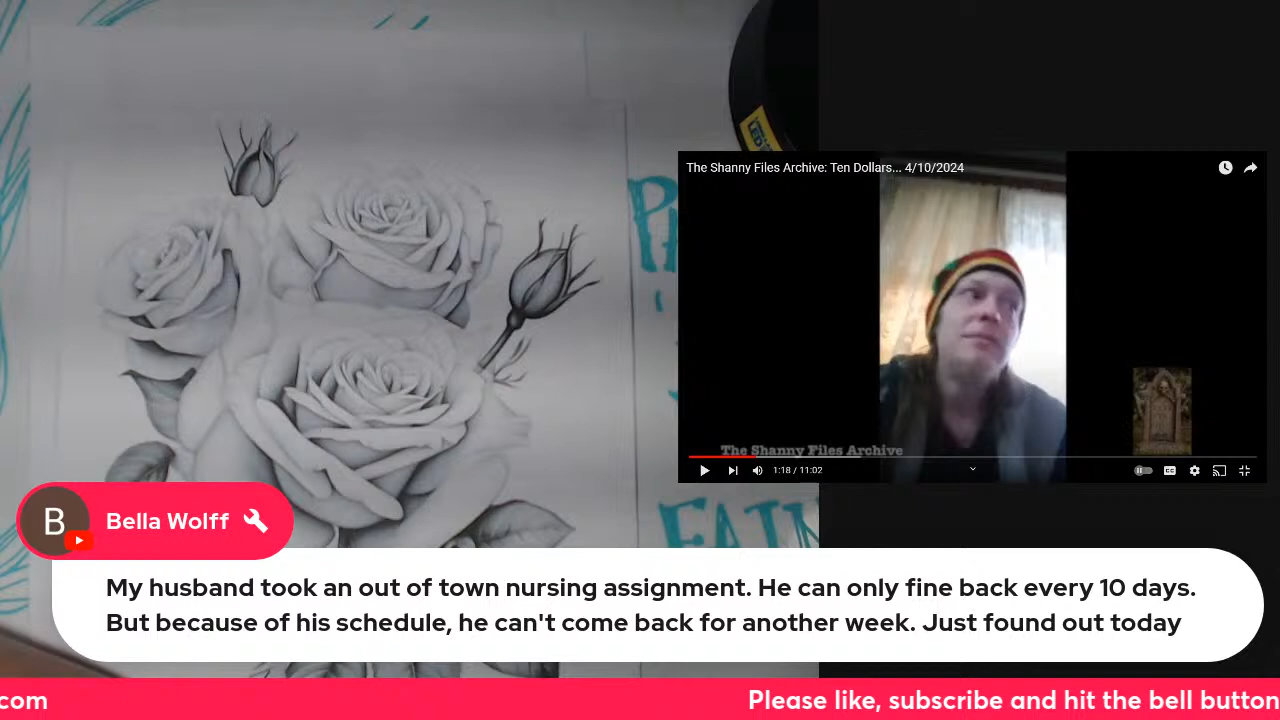 The Shanny Files Archive: Ten Dollars... 4/10/2024
The Shanny Files Archive
1:18 / 11:02
CC
B
Bella Wolff
My husband took an out of town nursing assignment. He can only fine back every 10 days.
But because of his schedule, he can't come back for another week. Just found out today
.com
Please like, subscribe and hit the bell button